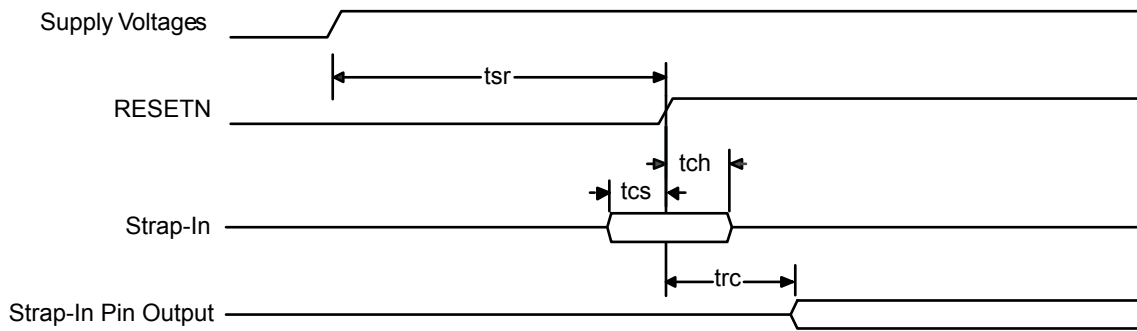 Supply Voltages
tsr
RESETN
tch
tcs
Strap-In
trc
Strap-In Pin Output